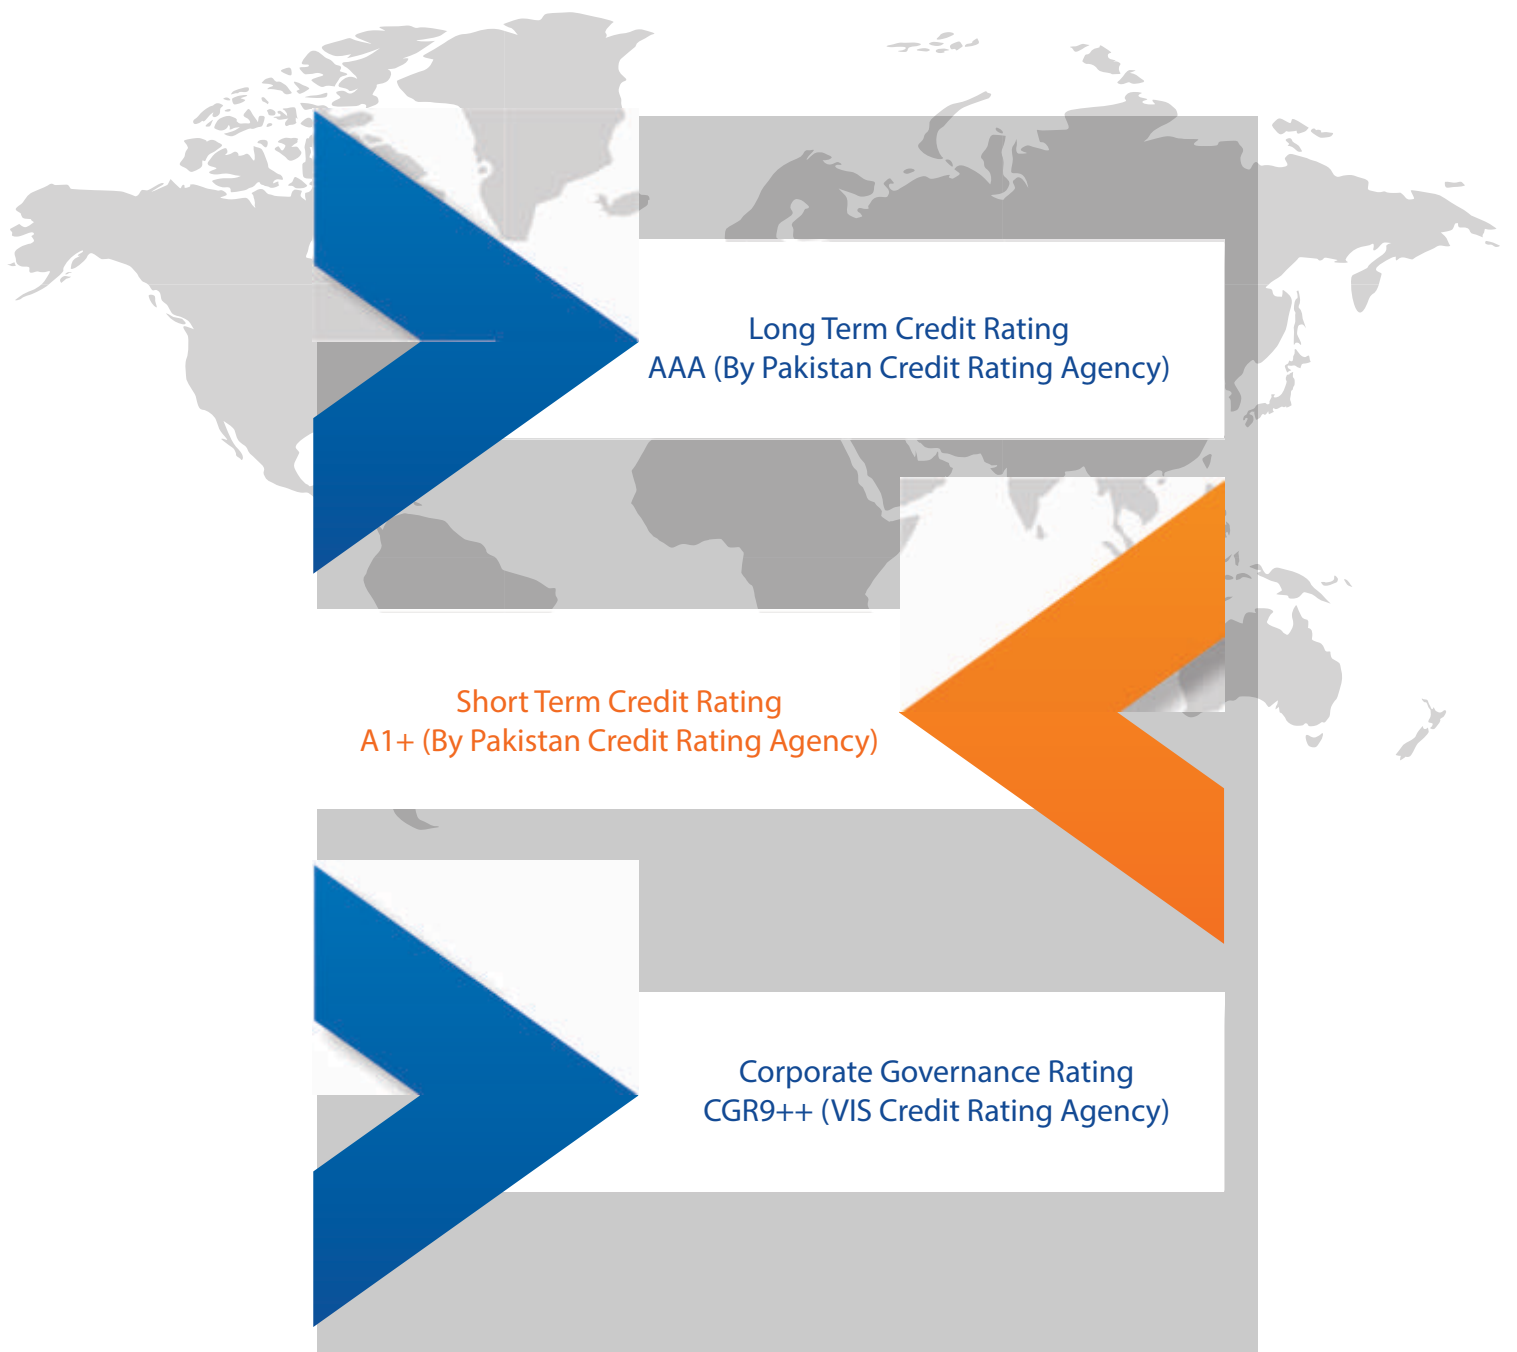 Long Term Credit Rating
AAA (By Pakistan Credit Rating Agency)
Short Term Credit Rating
A1+ (By Pakistan Credit Rating Agency)
Corporate Governance Rating
CGR9++ (VIS Credit Rating Agency)